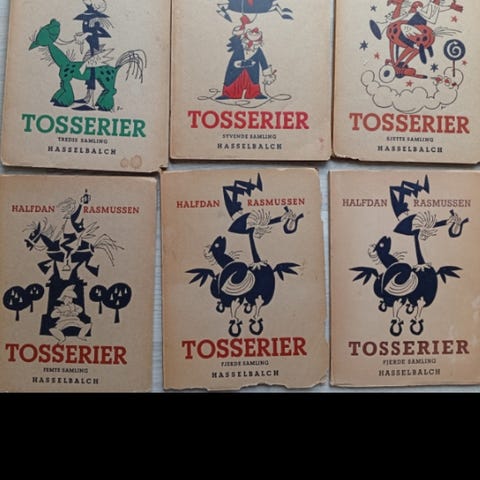 TOSSERIER
TREDIE SAMLING
HASSELBALCH
TOSSERIER
SYVENDE SAMLING
HASSELBALCH
TOSSERIER
SJETTE SAMLING
HASSELBALCH
HALFDAN RASMUSSEN
TOSSERIER
FEMTE SAMLING
HASSELBALCH
HALFDAN RASMUSSEN
TOSSERIER
FJERDE SAMLING
HASSELBALCH
HALFDAN RASMUSSEN
TOSSERIER
FJERDE SAMLING
HASSELBALCH